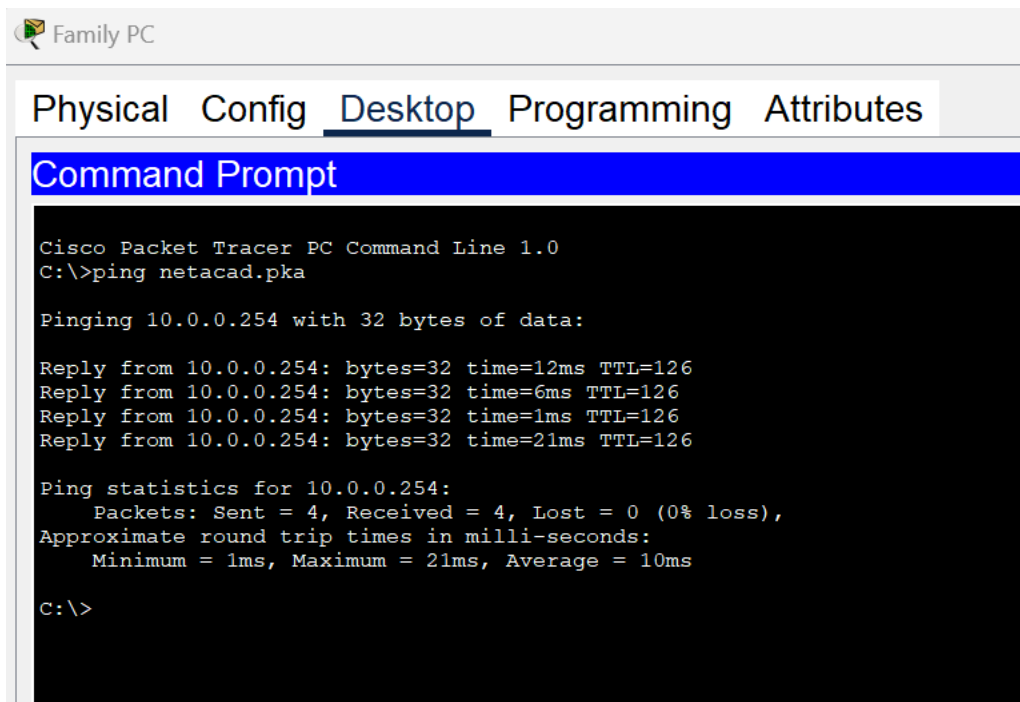 Family PC
Physical Config Desktop Programming Attributes
Command Prompt
Cisco Packet Tracer PC Command Line 1.0
C:\>ping netacad.pka
Pinging 10.0.0.254 with 32 bytes of data:
Reply from 10.0.0.254: bytes=32 time=12ms TTL=126
Reply from 10.0.0.254: bytes=32 time=6ms TTL=126
Reply from 10.0.0.254: bytes=32 time=1ms TTL=126
Reply from 10.0.0.254: bytes=32 time=21ms TTL=126
Ping statistics for 10.0.0.254:
Packets: Sent = 4, Received = 4, Lost = 0 (0% loss),
Approximate round trip times in milli-seconds:
Minimum = 1ms, Maximum = 21ms, Average = 10ms
C:\>